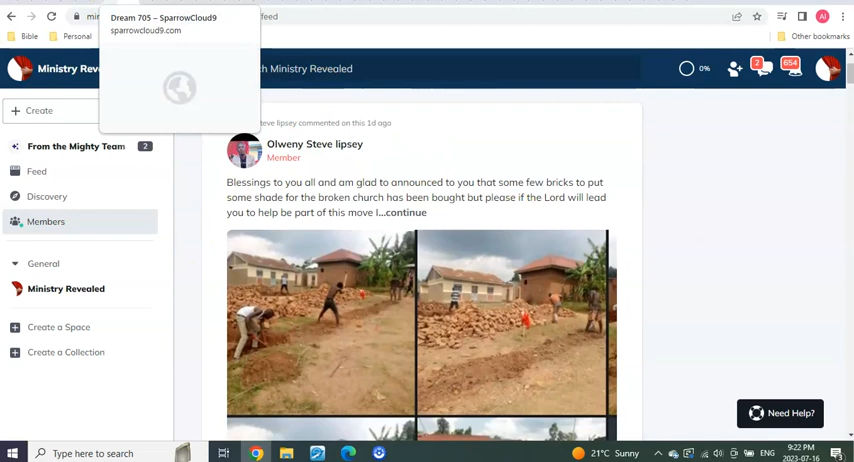 Dream 705 – SparrowCloud9
sparrowcloud9.com
feed
Bible
Personal
Other bookmarks
AI
Ministry Reve
Ministry Revealed
0%
2
654
Create
From the Mighty Team
2
Feed
Discovery
Members
General
Ministry Revealed
Create a Space
Create a Collection
teve lipsey commented on this 1d ago
Olweny Steve lipsey
Member
Blessings to you all and am glad to announced to you that some few bricks to put
some shade for the broken church has been bought but please if the Lord will lead
you to help be part of this move I...continue
Need Help?
Type here to search
21°C Sunny
ENG
9:22 PM
2023-07-16
3